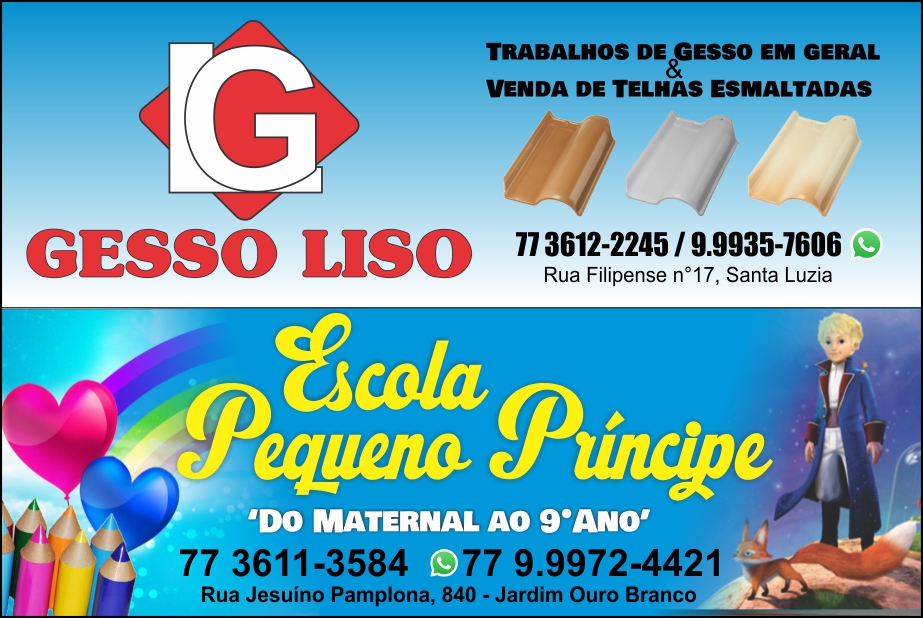 LG
GESSO LISO
TRABALHOS DE GESSO EM GERAL
&
VENDA DE TELHAS ESMALTADAS
77 3612-2245 / 9.9935-7606
Rua Filipense n°17, Santa Luzia
Escola
Pequeno Príncipe
'DO MATERNAL AO 9°ANO'
77 3611-3584 77 9.9972-4421
Rua Jesuíno Pamplona, 840 - Jardim Ouro Branco